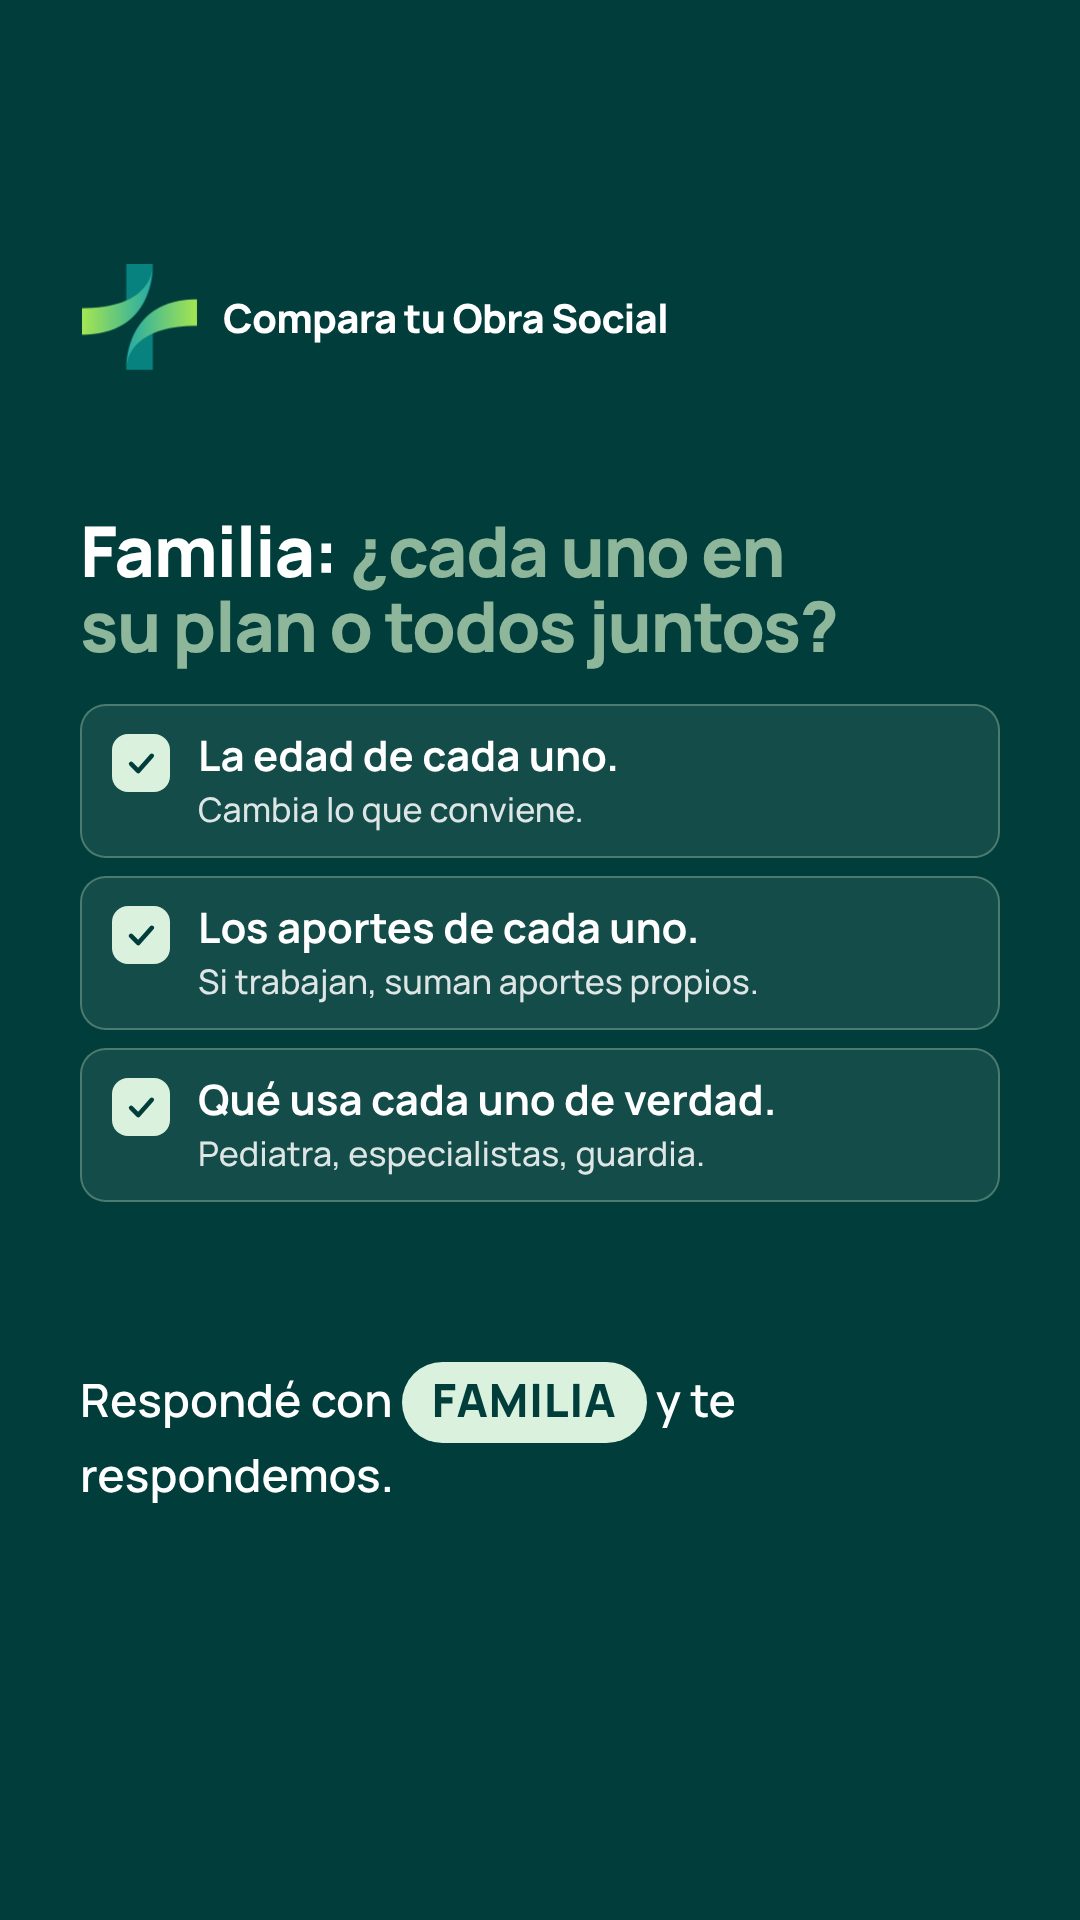 Compara tu Obra Social
Familia: ¿cada uno en
su plan o todos juntos?
La edad de cada uno.
Cambia lo que conviene.
Los aportes de cada uno.
Si trabajan, suman aportes propios.
Qué usa cada uno de verdad.
Pediatra, especialistas, guardia.
Respondé con FAMILIA y te
respondemos.